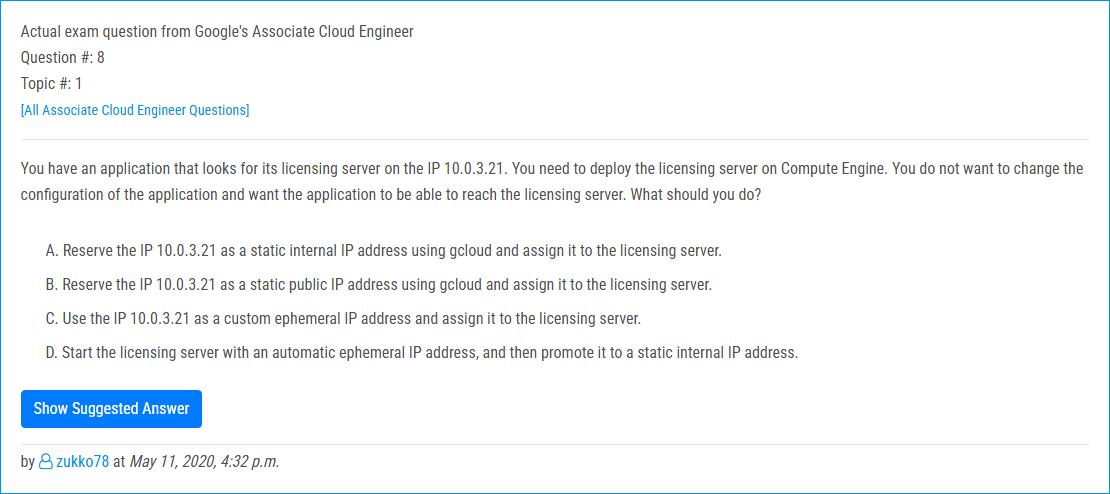 Actual exam question from Google's Associate Cloud Engineer
Question #: 8
Topic #: 1
[All Associate Cloud Engineer Questions]
You have an application that looks for its licensing server on the IP 10.0.3.21. You need to deploy the licensing server on Compute Engine. You do not want to change the
configuration of the application and want the application to be able to reach the licensing server. What should you do?
A. Reserve the IP 10.0.3.21 as a static internal IP address using gcloud and assign it to the licensing server.
B. Reserve the IP 10.0.3.21 as a static public IP address using gcloud and assign it to the licensing server.
C. Use the IP 10.0.3.21 as a custom ephemeral IP address and assign it to the licensing server.
D. Start the licensing server with an automatic ephemeral IP address, and then promote it to a static internal IP address.
Show Suggested Answer
by zukko78 at May 11, 2020, 4:32 p.m.